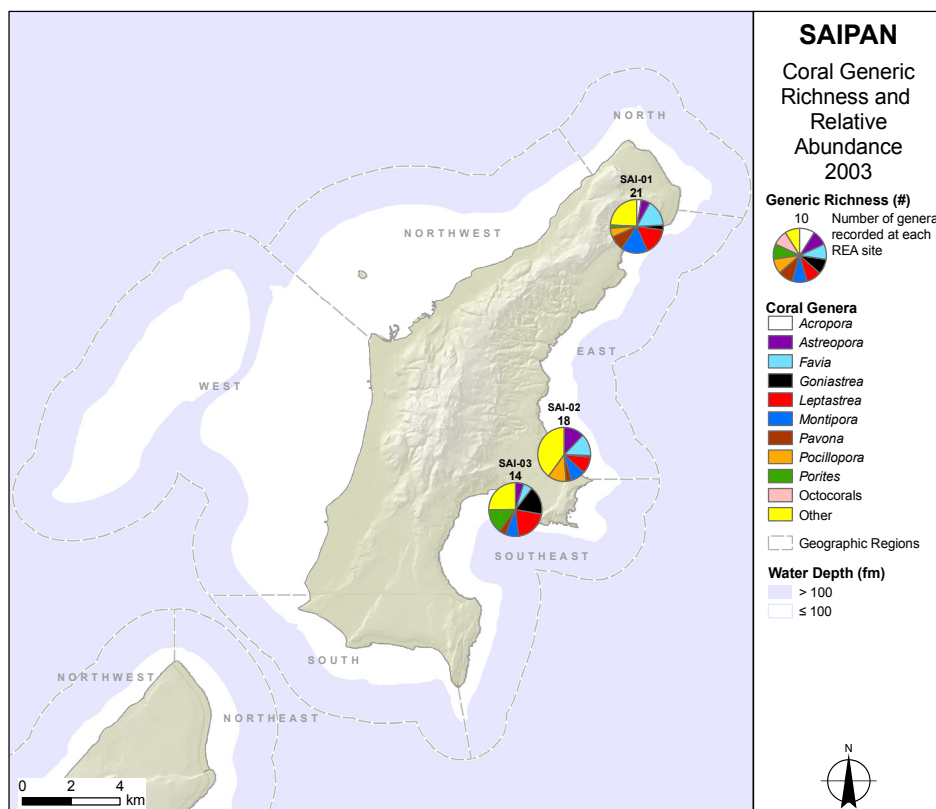 SAIPAN
Coral Generic
Richness and
Relative
Abundance
2003
Generic Richness (#)
10
Number of genera
recorded at each
REA site
Coral Genera
Acropora
Astreopora
Favia
Goniastrea
Leptastrea
Montipora
Pavona
Pocillopora
Porites
Octocorals
Other
Geographic Regions
Water Depth (fm)
> 100
≤ 100
N
NORTH
SAI-01
21
NORTHWEST
EAST
WEST
SAI-02
18
SAI-03
14
SOUTHEAST
SOUTH
NORTHWEST
NORTHEAST
0 2 4
km